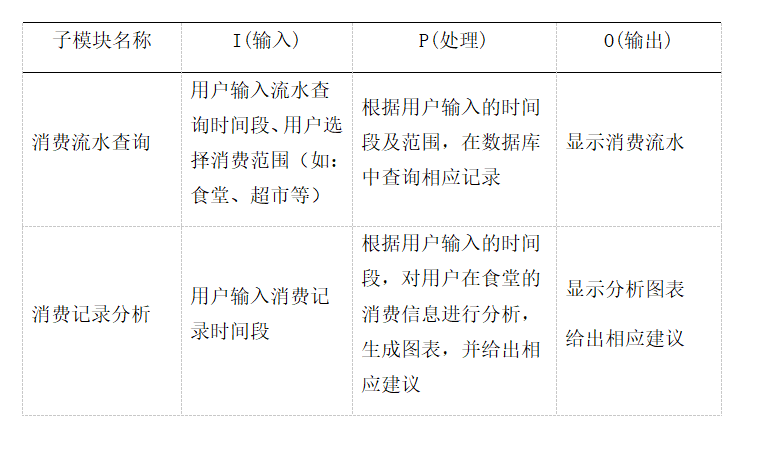 子模块名称
I(输入)
P(处理)
O(输出)
消费流水查询
用户输入流水查
询时间段、用户选
择消费范围（如：
食堂、超市等）
根据用户输入的时间
段及范围，在数据库
中查询相应记录
显示消费流水
消费记录分析
用户输入消费记
录时间段
根据用户输入的时间
段，对用户在食堂的
消费信息进行分析，
生成图表，并给出相
应建议
显示分析图表
给出相应建议